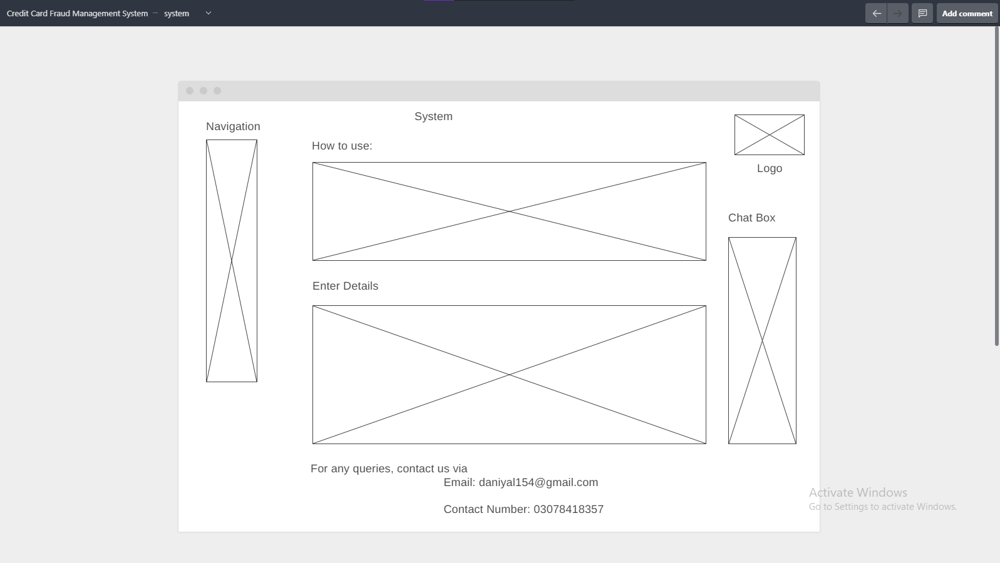 Credit Card Fraud Management System – system
Add comment
System
Navigation
How to use:
Logo
Chat Box
Enter Details
For any queries, contact us via
Email: daniyal154@gmail.com
Contact Number: 03078418357
Activate Windows
Go to Settings to activate Windows.